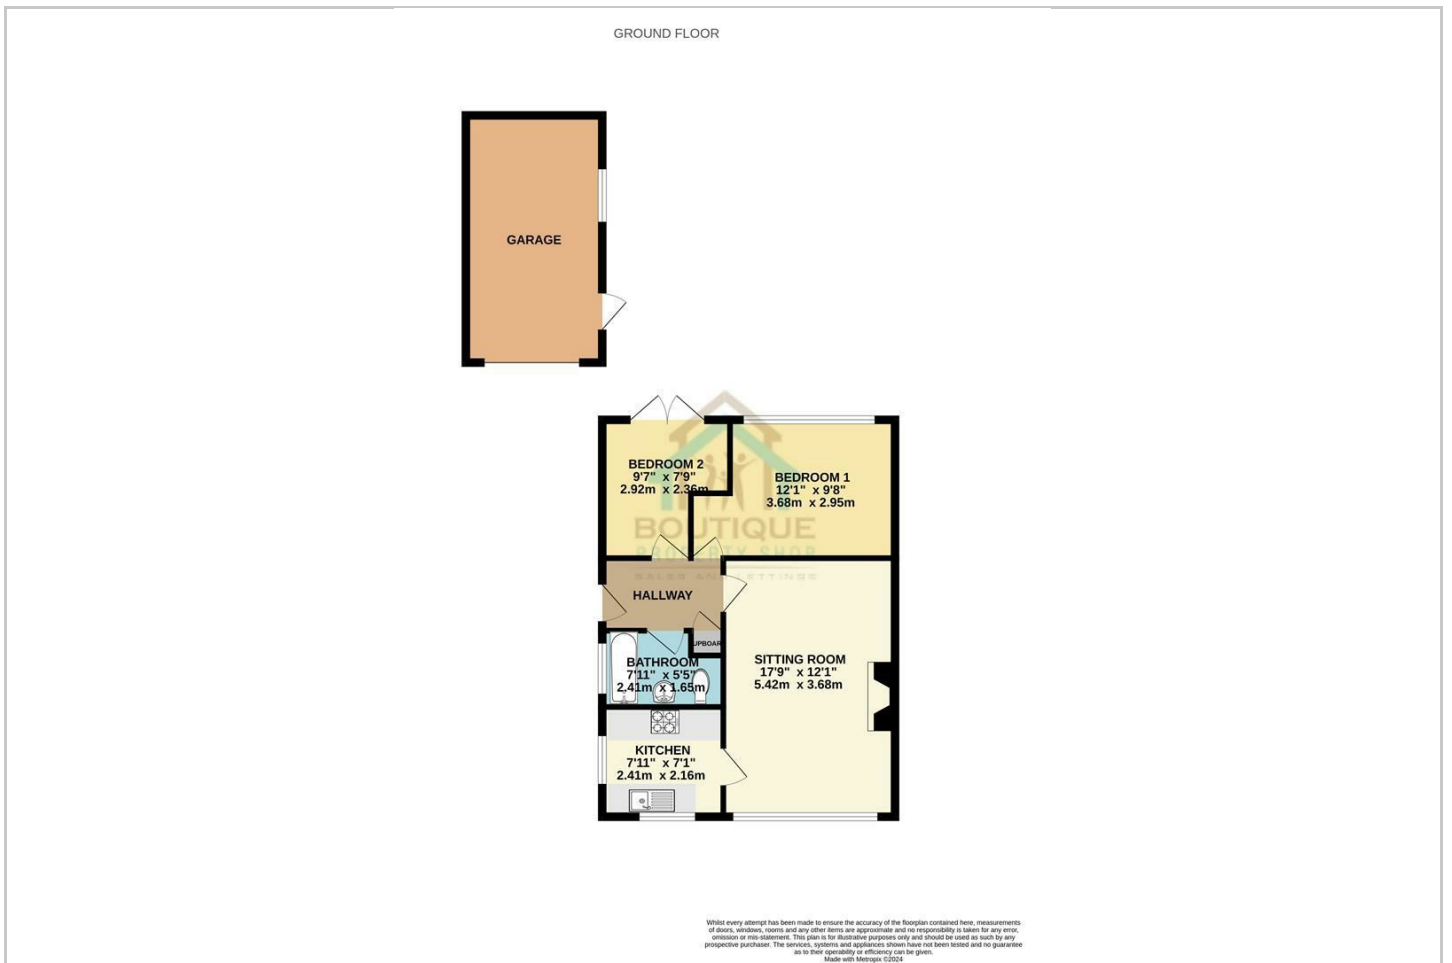 GROUND FLOOR
GARAGE
BEDROOM 2
9'7" x 7'9"
2.92m x 2.36m
BEDROOM 1
12'1" x 9'8"
3.68m x 2.95m
BOUTIQUE
PROPERTY SHOP
SALES AND LETTINGS
HALLWAY
UPBOAR
BATHROOM
7'11" x 5'5"
2.41m x 1.65m
SITTING ROOM
17'9" x 12'1"
5.42m x 3.68m
KITCHEN
7'11" x 7'1"
2.41m x 2.16m
Whilst every attempt has been made to ensure the accuracy of the floorplan contained here, measurements
of doors, windows, rooms and any other items are approximate and no responsibility is taken for any error,
omission or mis-statement. This plan is for illustrative purposes only and should be used as such by any
prospective purchaser. The services, systems and appliances shown have not been tested and no guarantee
as to their operability or efficiency can be given.
Made with Metropix ©2024